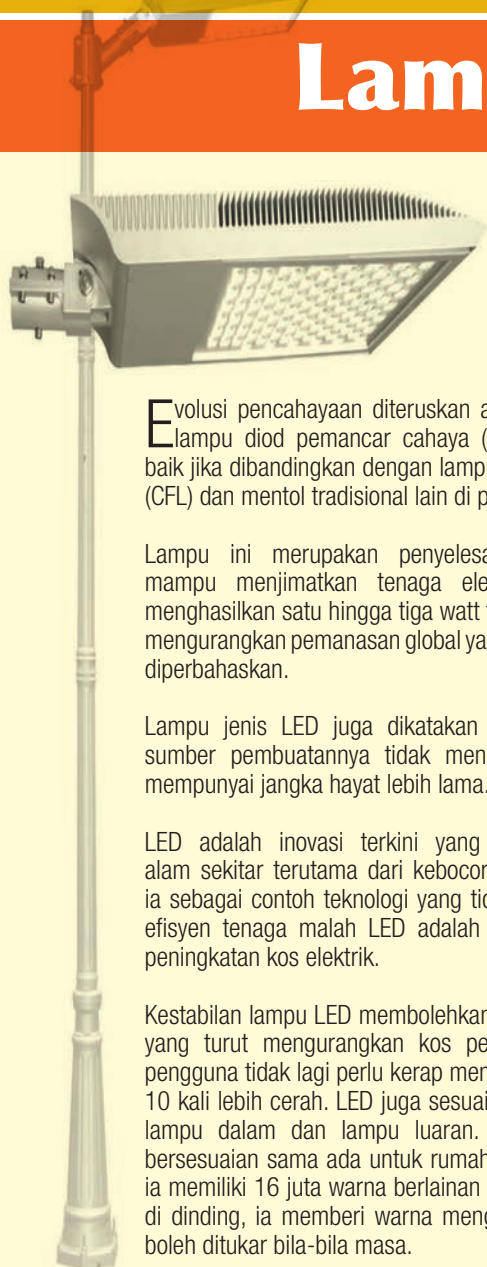 Lam
Evolusi pencahayaan diteruskan
lampu diod pemancar cahaya (
baik jika dibandingkan dengan lamp
(CFL) dan mentol tradisional lain di p
Lampu ini merupakan penyelesa
mampu menjimatkan tenaga ele
menghasilkan satu hingga tiga watt
mengurangkan pemanasan global ya
diperbahaskan.
Lampu jenis LED juga dikatakan
sumber pembuatannya tidak men
mempunyai jangka hayat lebih lama.
LED adalah inovasi terkini yang
alam sekitar terutama dari kebocor
ia sebagai contoh teknologi yang tid
efisyen tenaga malah LED adalah
peningkatan kos elektrik.
Kestabilan lampu LED membolehkan
yang turut mengurangkan kos pe
pengguna tidak lagi perlu kerap men
10 kali lebih cerah. LED juga sesuai
lampu dalam dan lampu luaran.
bersesuaian sama ada untuk rumah
ia memiliki 16 juta warna berlainan
di dinding, ia memberi warna meng
boleh ditukar bila-bila masa.